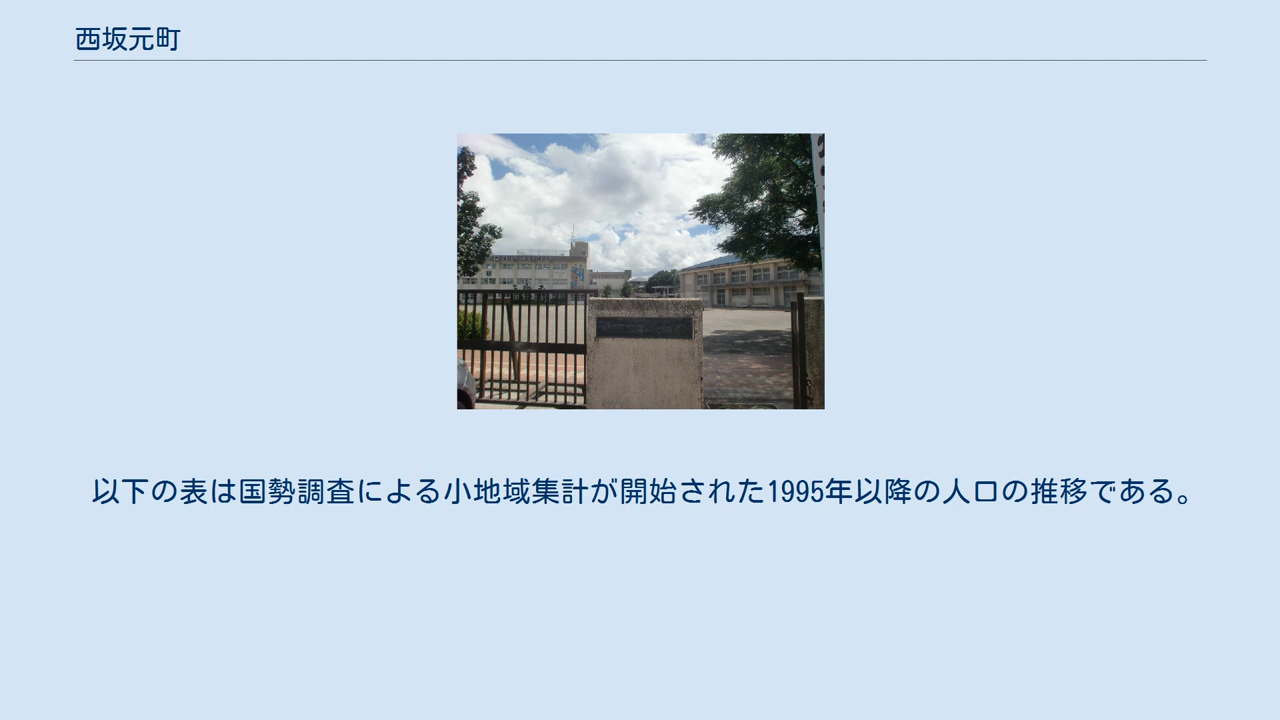 西坂元町
以下の表は国勢調査による小地域集計が開始された1995年以降の人口の推移である。